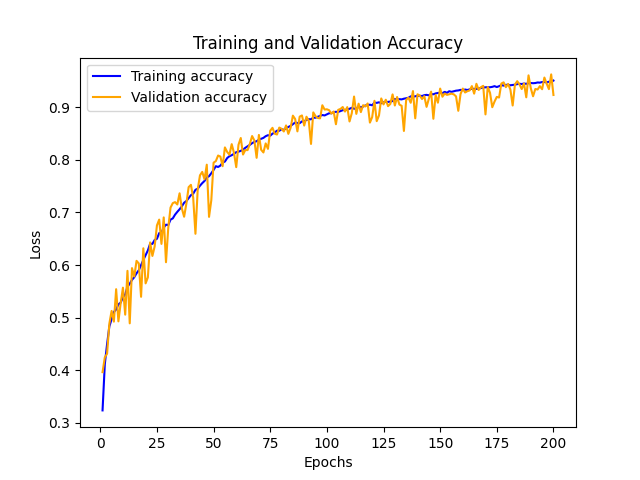 Training and Validation Accuracy
Training accuracy
Validation accuracy
Loss
0.9
0.8
0.7
0.6
0.5
0.4
0.3
0 25 50 75 100 125 150 175 200
Epochs